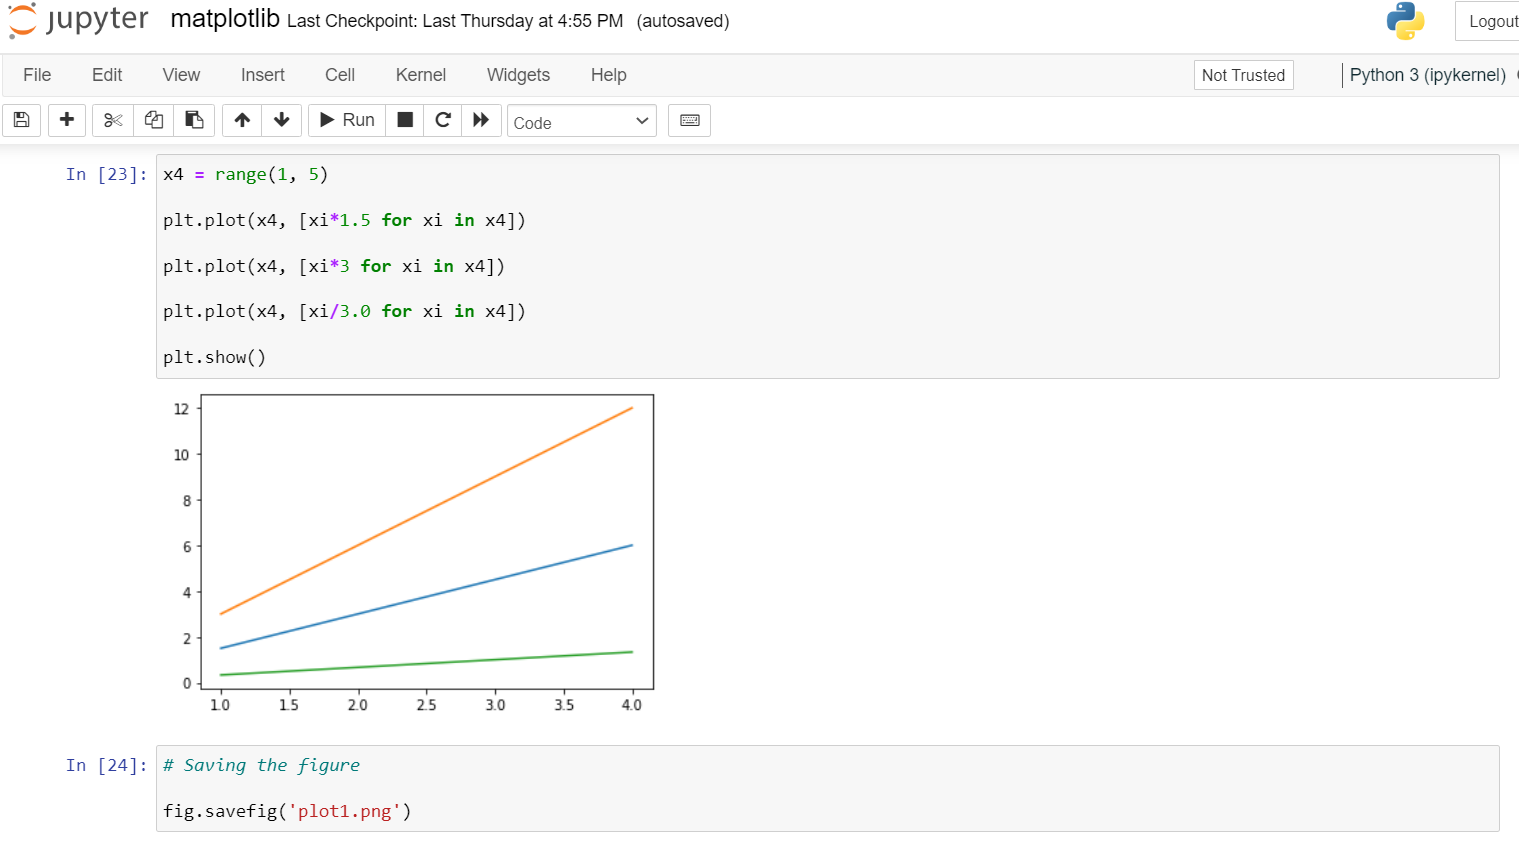 jupyter matplotlib Last Checkpoint: Last Thursday at 4:55 PM (autosaved)
Logout
File Edit View Insert Cell Kernel Widgets Help
Not Trusted
Python 3 (ipykernel)
Run
Code
In [23]: x4 = range(1, 5)
plt.plot(x4, [xi*1.5 for xi in x4])
plt.plot(x4, [xi*3 for xi in x4])
plt.plot(x4, [xi/3.0 for xi in x4])
plt.show()
12
10
8
6
4
2
0
1.0 1.5 2.0 2.5 3.0 3.5 4.0
In [24]: # Saving the figure
fig.savefig('plot1.png')